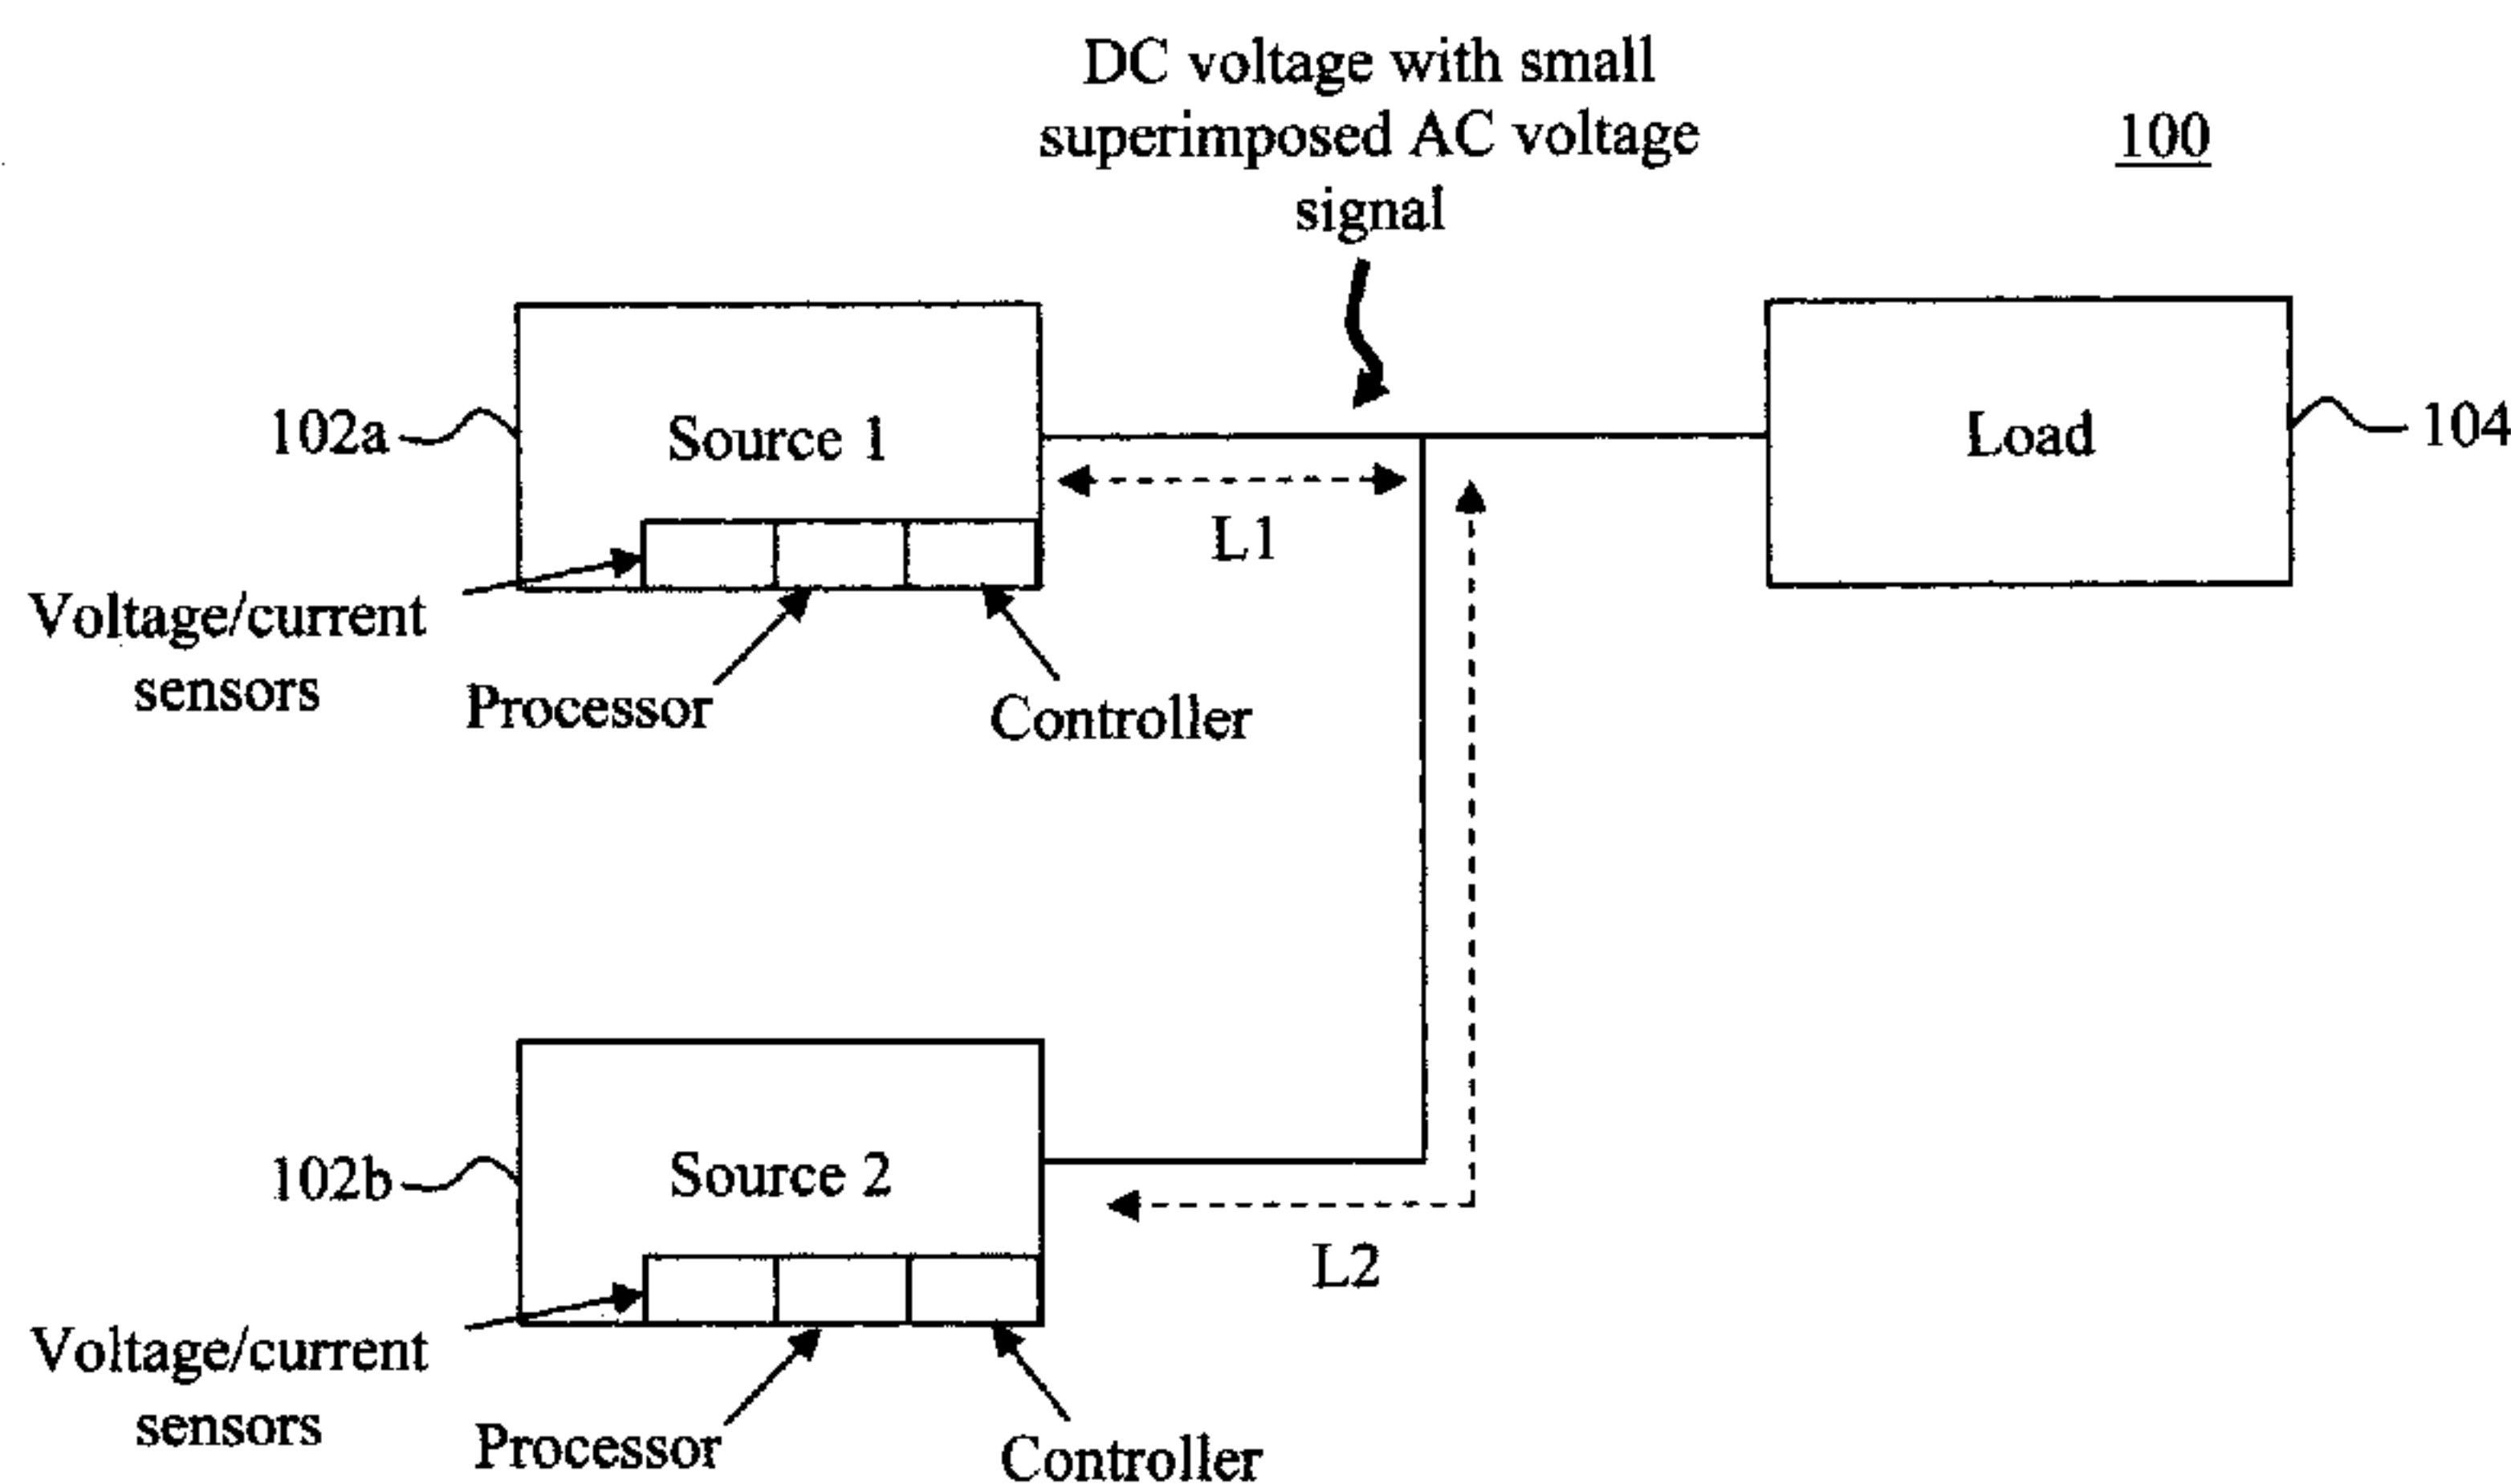 DC voltage with small
superimposed AC voltage
signal
100
102a
Source 1
Load
104
L1
Voltage/current
sensors
Processor
Controller
102b
Source 2
L2
Voltage/current
sensors
Processor
Controller